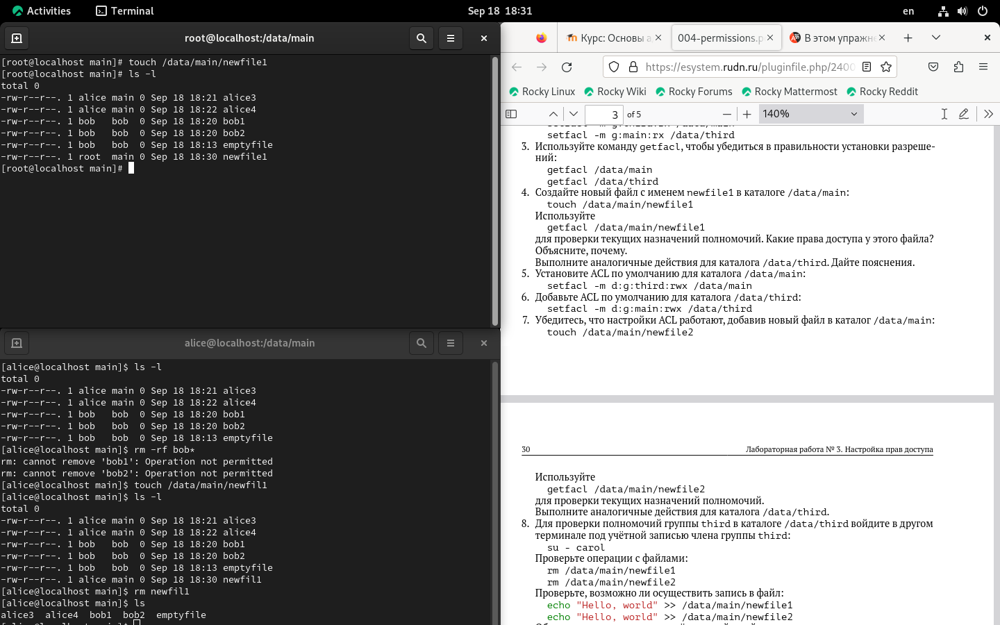 Activities
Terminal
Sep 18 18:31
en
root@localhost:/data/main
[root@localhost main]# touch /data/main/newfile1
[root@localhost main]# ls -l
total 0
-rw-r--r--. 1 alice main 0 Sep 18 18:21 alice3
-rw-r--r--. 1 alice main 0 Sep 18 18:22 alice4
-rw-r--r--. 1 bob   bob  0 Sep 18 18:20 bob1
-rw-r--r--. 1 bob   bob  0 Sep 18 18:20 bob2
-rw-r--r--. 1 bob   bob  0 Sep 18 18:13 emptyfile
-rw-r--r--. 1 root  main 0 Sep 18 18:30 newfile1
[root@localhost main]#
alice@localhost:/data/main
[alice@localhost main]$ ls -l
total 0
-rw-r--r--. 1 alice main 0 Sep 18 18:21 alice3
-rw-r--r--. 1 alice main 0 Sep 18 18:22 alice4
-rw-r--r--. 1 bob   bob  0 Sep 18 18:20 bob1
-rw-r--r--. 1 bob   bob  0 Sep 18 18:20 bob2
-rw-r--r--. 1 bob   bob  0 Sep 18 18:13 emptyfile
[alice@localhost main]$ rm -rf bob*
rm: cannot remove 'bob1': Operation not permitted
rm: cannot remove 'bob2': Operation not permitted
[alice@localhost main]$ touch /data/main/newfil1
[alice@localhost main]$ ls -l
total 0
-rw-r--r--. 1 alice main 0 Sep 18 18:21 alice3
-rw-r--r--. 1 alice main 0 Sep 18 18:22 alice4
-rw-r--r--. 1 bob   bob  0 Sep 18 18:20 bob1
-rw-r--r--. 1 bob   bob  0 Sep 18 18:20 bob2
-rw-r--r--. 1 bob   bob  0 Sep 18 18:13 emptyfile
-rw-r--r--. 1 alice main 0 Sep 18 18:30 newfil1
[alice@localhost main]$ rm newfil1
[alice@localhost main]$ ls
alice3  alice4  bob1  bob2  emptyfile
Курс: Основы а
004-permissions.p
В этом упражне
https://esystem.rudn.ru/pluginfile.php/2400
Rocky Linux
Rocky Wiki
Rocky Forums
Rocky Mattermost
Rocky Reddit
3 of 5
140%
setfacl -m g:main:rx /data/third
3. Используйте команду getfacl, чтобы убедиться в правильности установки разреше-
ний:
getfacl /data/main
getfacl /data/third
4. Создайте новый файл с именем newfile1 в каталоге /data/main:
touch /data/main/newfile1
Используйте
getfacl /data/main/newfile1
для проверки текущих назначений полномочий. Какие права доступа у этого файла?
Объясните, почему.
Выполните аналогичные действия для каталога /data/third. Дайте пояснения.
5. Установите ACL по умолчанию для каталога /data/main:
setfacl -m d:g:third:rwx /data/main
6. Добавьте ACL по умолчанию для каталога /data/third:
setfacl -m d:g:main:rwx /data/third
7. Убедитесь, что настройки ACL работают, добавив новый файл в каталог /data/main:
touch /data/main/newfile2
30
Лабораторная работа № 3. Настройка прав доступа
Используйте
getfacl /data/main/newfile2
для проверки текущих назначений полномочий.
Выполните аналогичные действия для каталога /data/third.
8. Для проверки полномочий группы third в каталоге /data/third войдите в другом
терминале под учётной записью члена группы third:
su - carol
Проверьте операции с файлами:
rm /data/main/newfile1
rm /data/main/newfile2
Проверьте, возможно ли осуществить запись в файл:
echo "Hello, world" >> /data/main/newfile1
echo "Hello, world" >> /data/main/newfile2